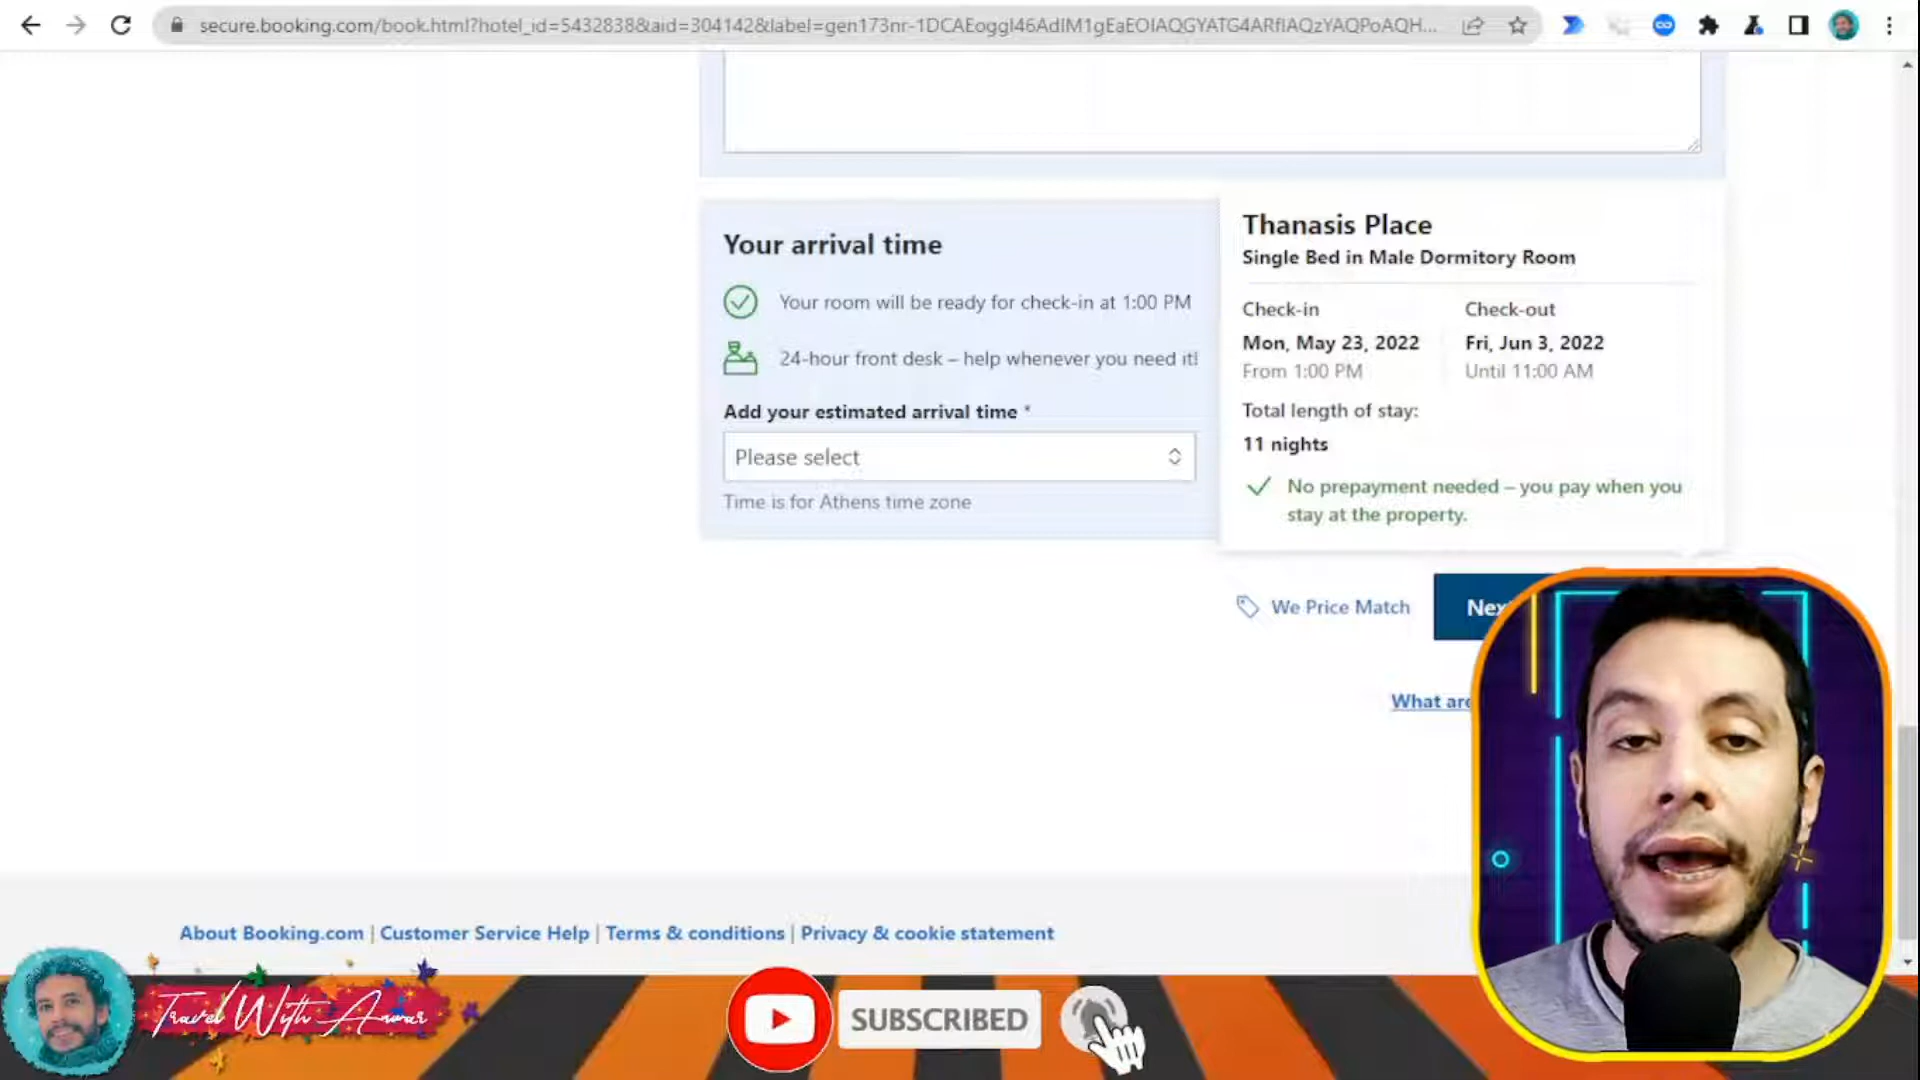 secure.booking.com/book.html?hotel_id=5432838&aid=304142&label=gen173nr-1DCAEoggI46AdIM1gEaEOIAQGYATG4ARfIAQzYAQPoAQH...
Your arrival time
Your room will be ready for check-in at 1:00 PM
24-hour front desk – help whenever you need it!
Add your estimated arrival time *
Please select
Time is for Athens time zone
Thanasis Place
Single Bed in Male Dormitory Room
Check-in
Mon, May 23, 2022
From 1:00 PM
Check-out
Fri, Jun 3, 2022
Until 11:00 AM
Total length of stay:
11 nights
No prepayment needed – you pay when you
stay at the property.
We Price Match
What are
About Booking.com | Customer Service Help | Terms & conditions | Privacy & cookie statement
Travel With Anwar
SUBSCRIBED